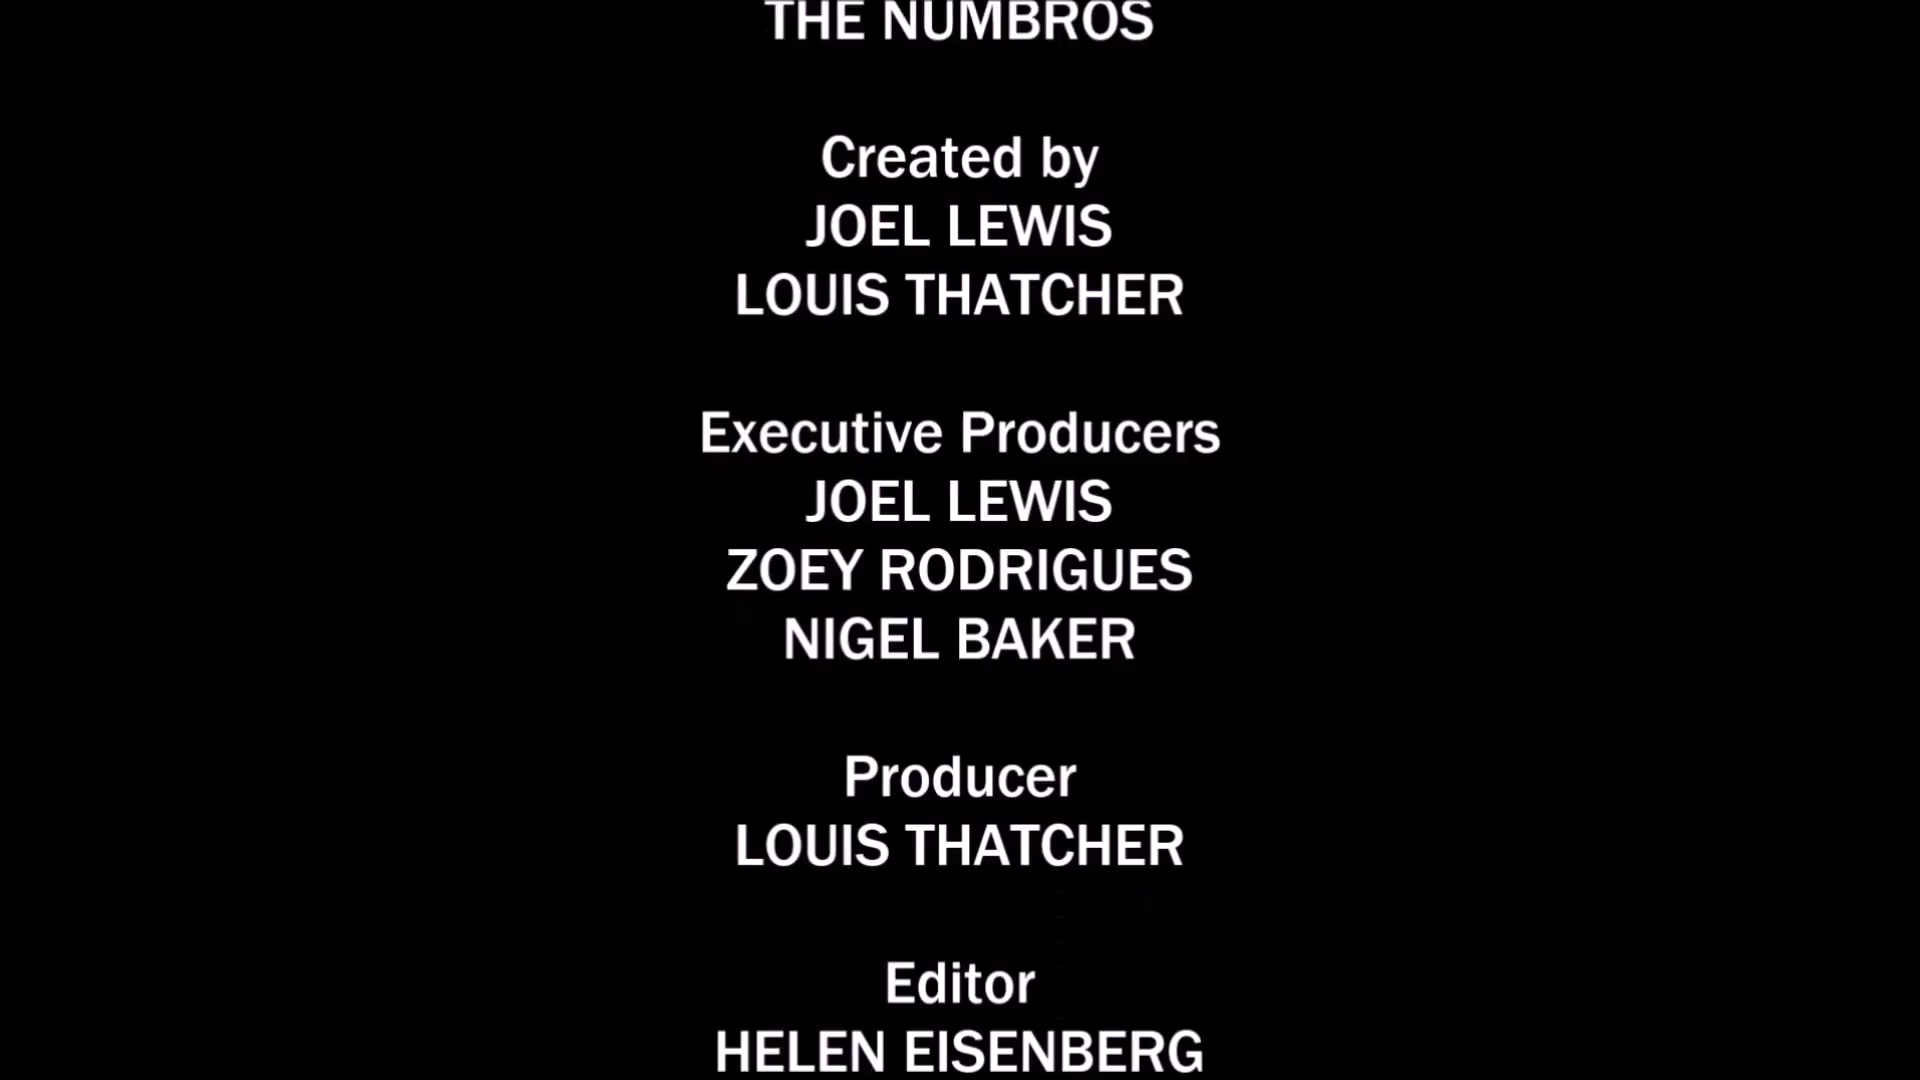 THE NUMBROS
Created by
JOEL LEWIS
LOUIS THATCHER
Executive Producers
JOEL LEWIS
ZOEY RODRIGUES
NIGEL BAKER
Producer
LOUIS THATCHER
Editor
HELEN EISENBERG